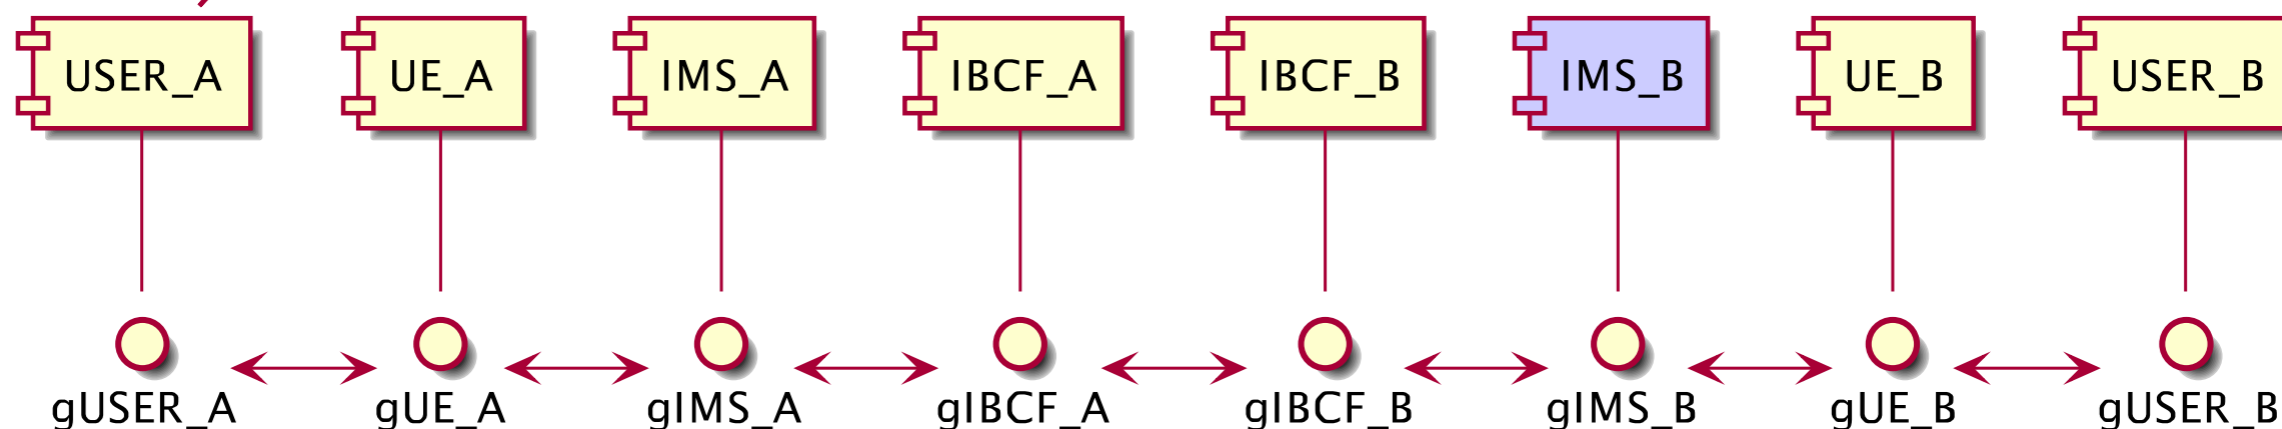 USER_A UE_A IMS_A IBCF_A IBCF_B IMS_B UE_B USER_B
gUSER_A gUE_A gIMS_A gIBCF_A gIBCF_B gIMS_B gUE_B gUSER_B